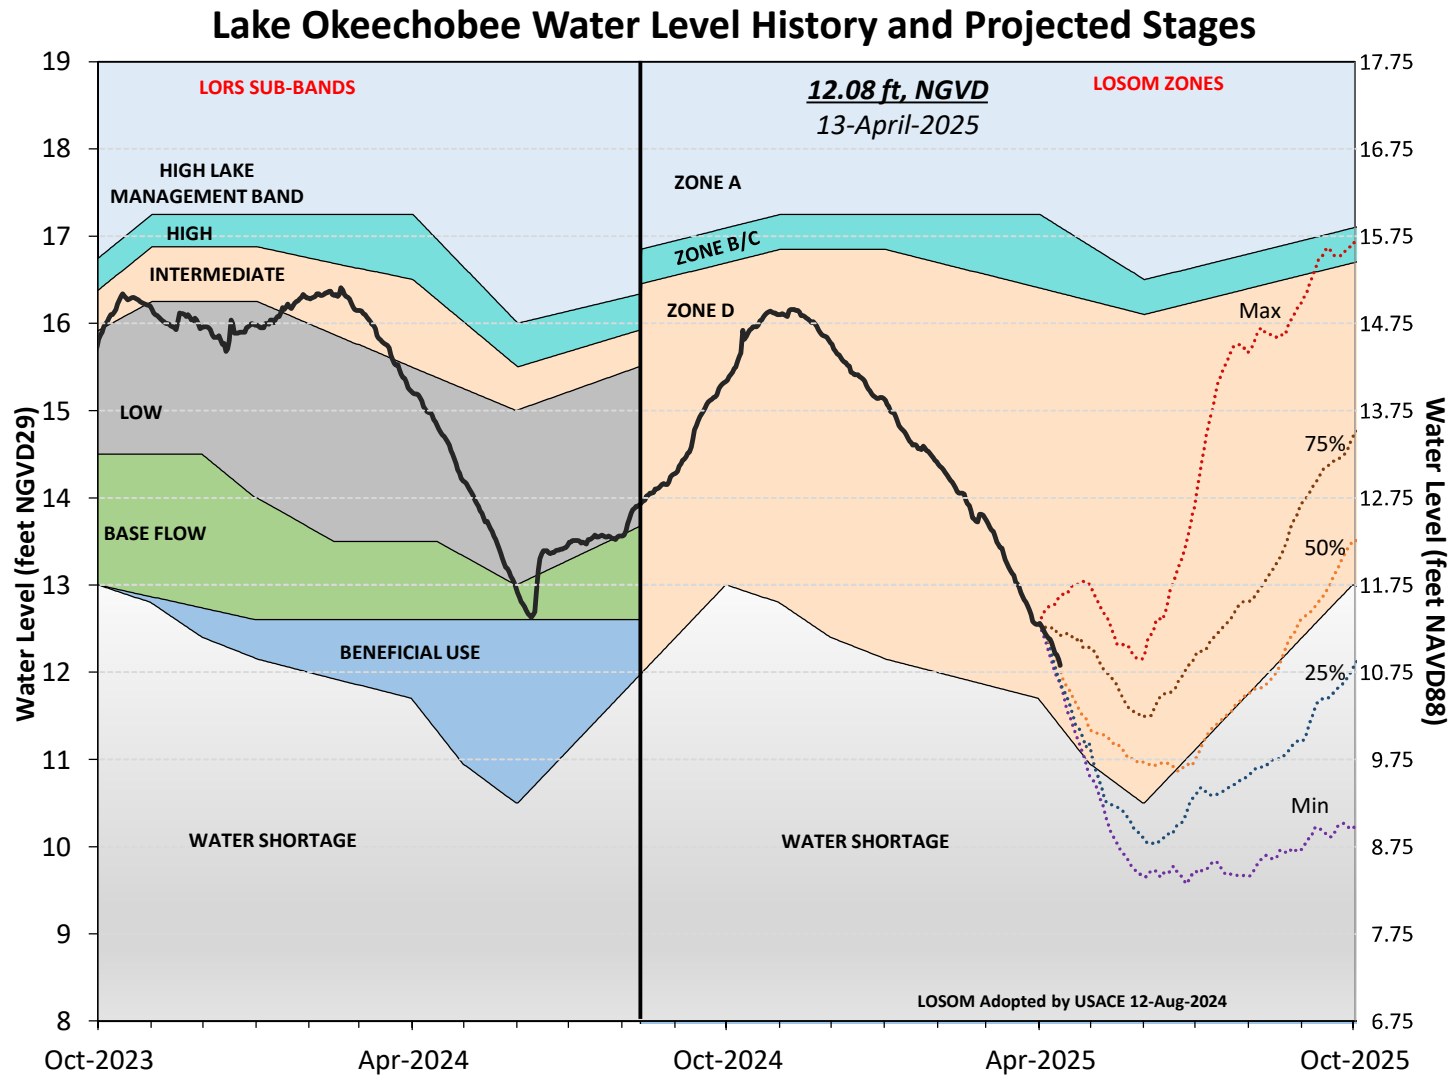 Lake Okeechobee Water Level History and Projected Stages
LORS SUB-BANDS
12.08 ft, NGVD
13-April-2025
LOSOM ZONES
HIGH LAKE
MANAGEMENT BAND
HIGH
INTERMEDIATE
LOW
BASE FLOW
BENEFICIAL USE
WATER SHORTAGE
ZONE A
ZONE B/C
ZONE D
WATER SHORTAGE
Max
75%
50%
25%
Min
LOSOM Adopted by USACE 12-Aug-2024
Water Level (feet NGVD29)
19
18
17
16
15
14
13
12
11
10
9
8
Water Level (feet NAVD88)
17.75
16.75
15.75
14.75
13.75
12.75
11.75
10.75
9.75
8.75
7.75
6.75
Oct-2023
Apr-2024
Oct-2024
Apr-2025
Oct-2025